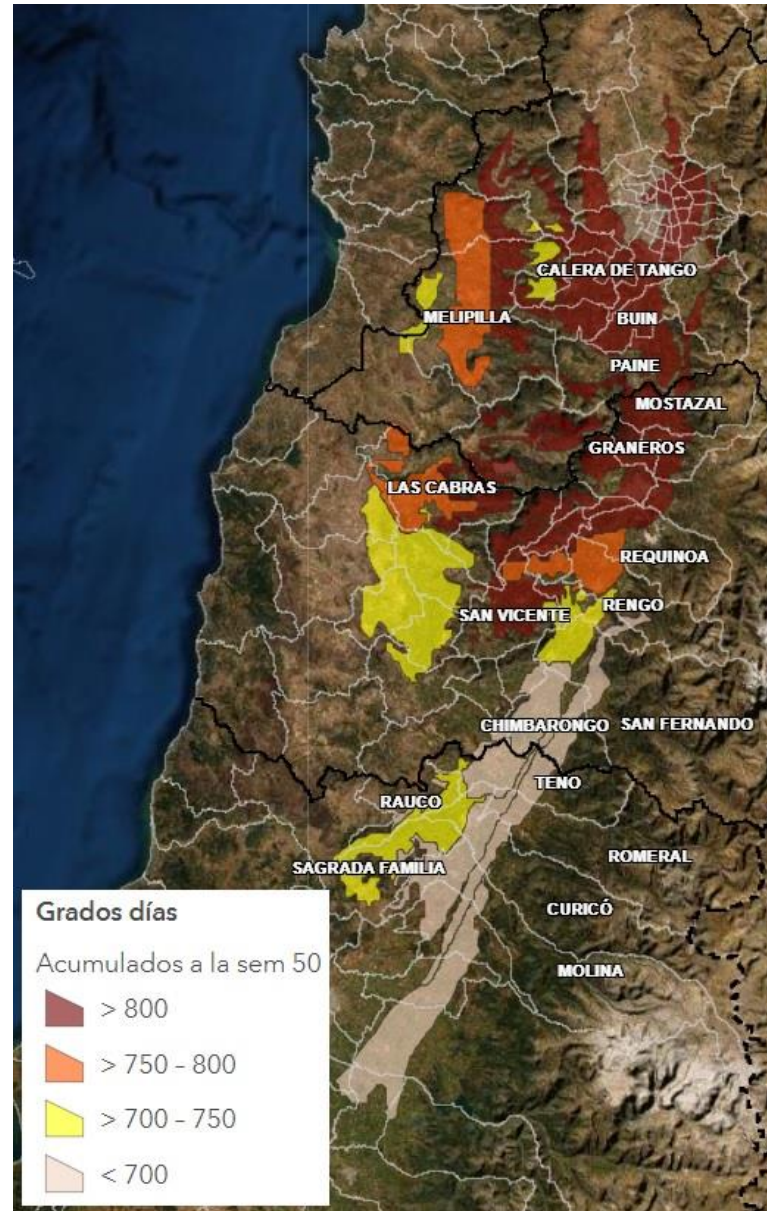 CALERA DE TANGO
MELIPILLA
BUIN
PAINE
MOSTAZAL
GRANEROS
LAS CABRAS
REQUINOA
RENGO
SAN VICENTE
CHIMBARONGO
SAN FERNANDO
TENO
RAUCO
ROMERAL
SAGRADA FAMILIA
CURICÓ
MOLINA
Grados días
Acumulados a la sem 50
> 800
> 750 - 800
> 700 - 750
< 700